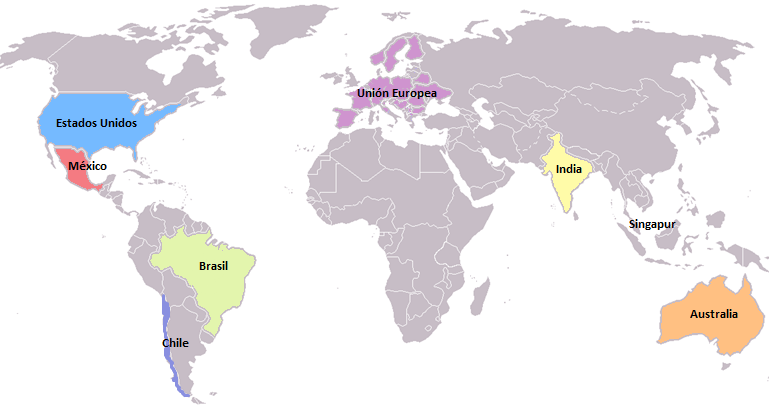 Unión Europea
Estados Unidos
México
India
Singapur
Brasil
Australia
Chile